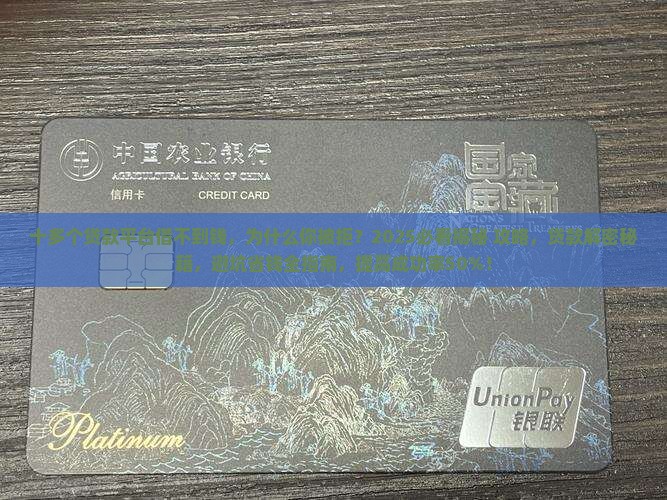 中国农业银行
AGRICULTURAL BANK OF CHINA
信用卡 CREDIT CARD
国家
宝藏
NATION'S
十多个贷款平台借不到钱，为什么你被拒？2025必看揭秘 攻略，贷款解密秘
籍，避坑省钱全指南，提高成功率50%！
Platinum
UnionPay
银联